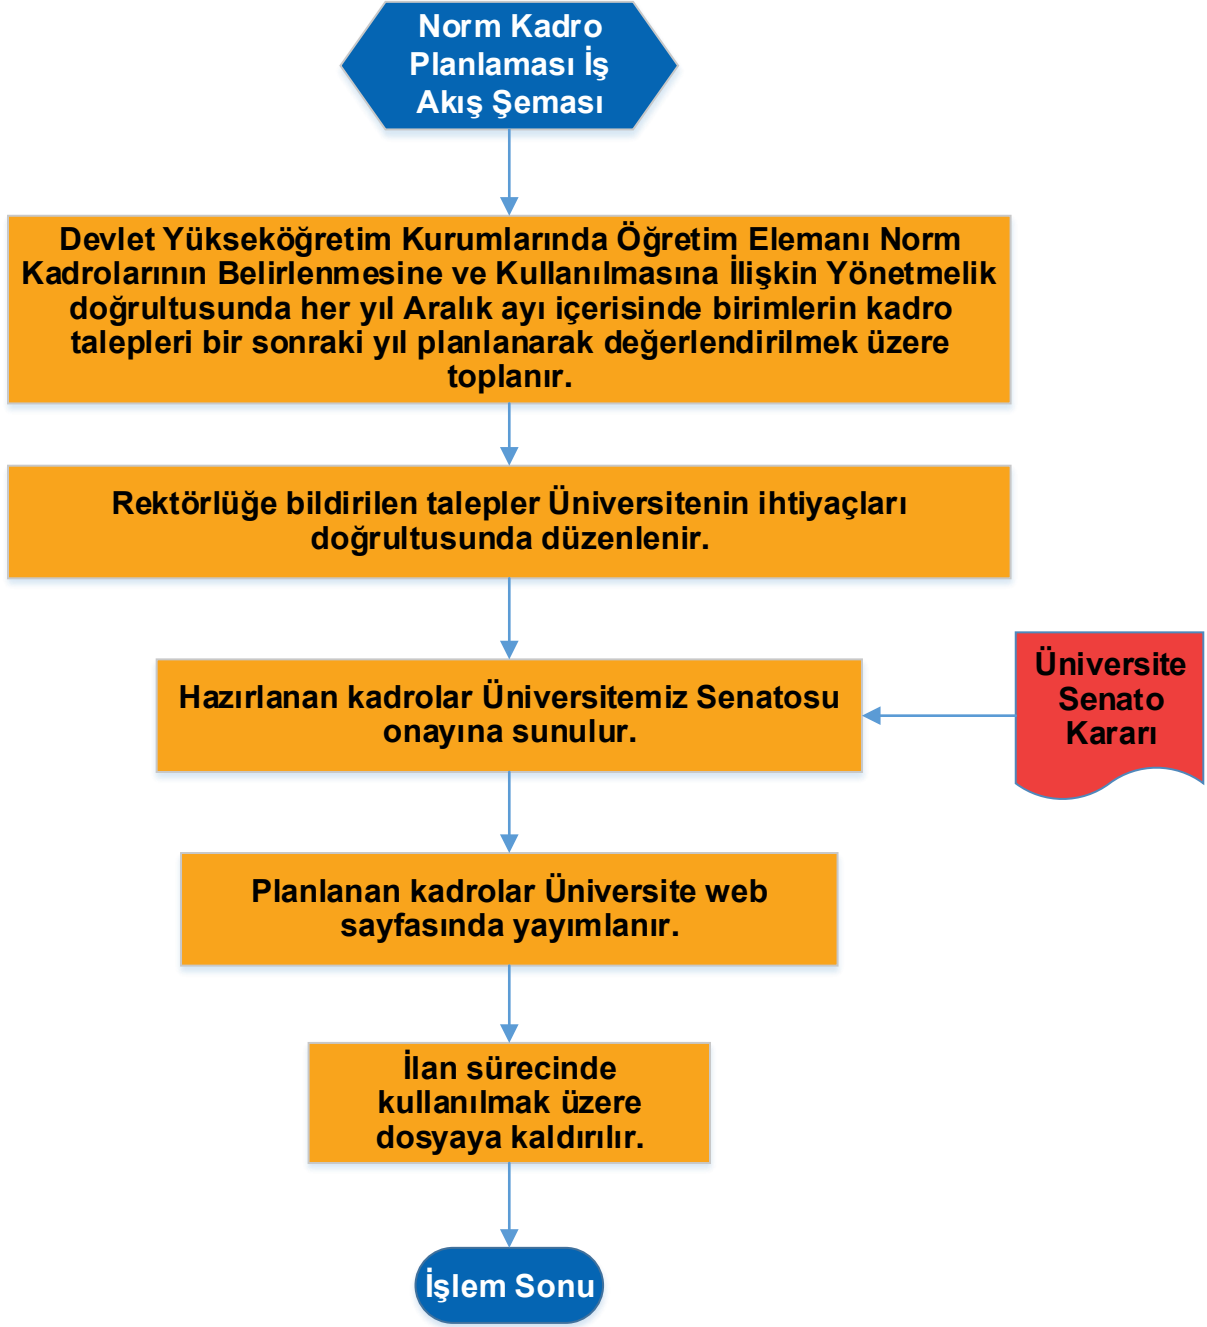 Norm Kadro
Planlaması İş
Akış Şeması
Devlet Yükseköğretim Kurumlarında Öğretim Elemanı Norm
Kadrolarının Belirlenmesine ve Kullanılmasına İlişkin Yönetmelik
doğrultusunda her yıl Aralık ayı içerisinde birimlerin kadro
talepleri bir sonraki yıl planlanarak değerlendirilmek üzere
toplanır.
Rektörlüğe bildirilen talepler Üniversitenin ihtiyaçları
doğrultusunda düzenlenir.
Hazırlanan kadrolar Üniversitemiz Senatosu
onayına sunulur.
Üniversite
Senato
Kararı
Planlanan kadrolar Üniversite web
sayfasında yayımlanır.
İlan sürecinde
kullanılmak üzere
dosyaya kaldırılır.
İşlem Sonu